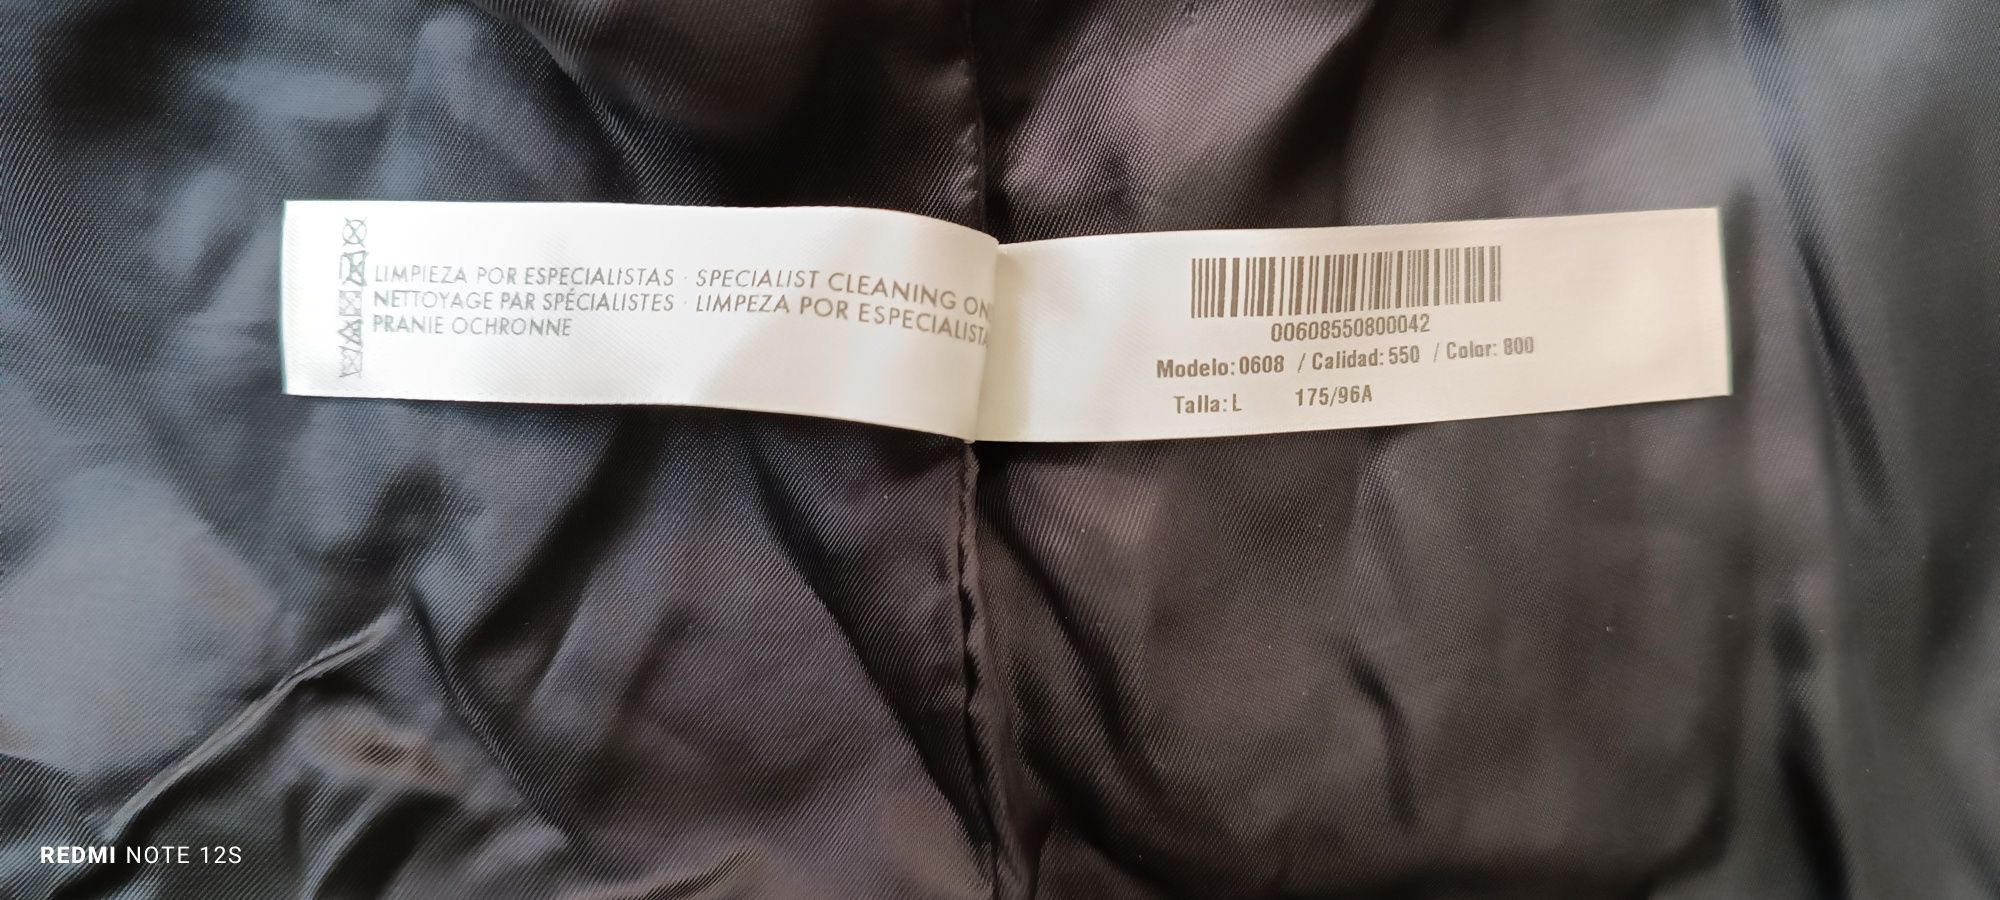 LIMPIEZA POR ESPECIALISTAS · SPECIALIST CLEANING
NETTOYAGE PAR SPÉCIALISTES · LIMPEZA POR
PRANIE OCHRONNE
00608550800042
Modelo: 0608 / Calidad: 550 / Color: 800
Talla: L 175/96A
REDMI NOTE 12S